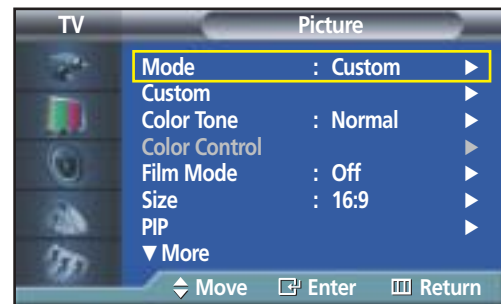 TV Picture
Mode : Custom ▶
Custom ▶
Color Tone : Normal ▶
Color Control ▶
Film Mode : Off ▶
Size : 16:9 ▶
PIP ▶
▼ More
Move Enter Return